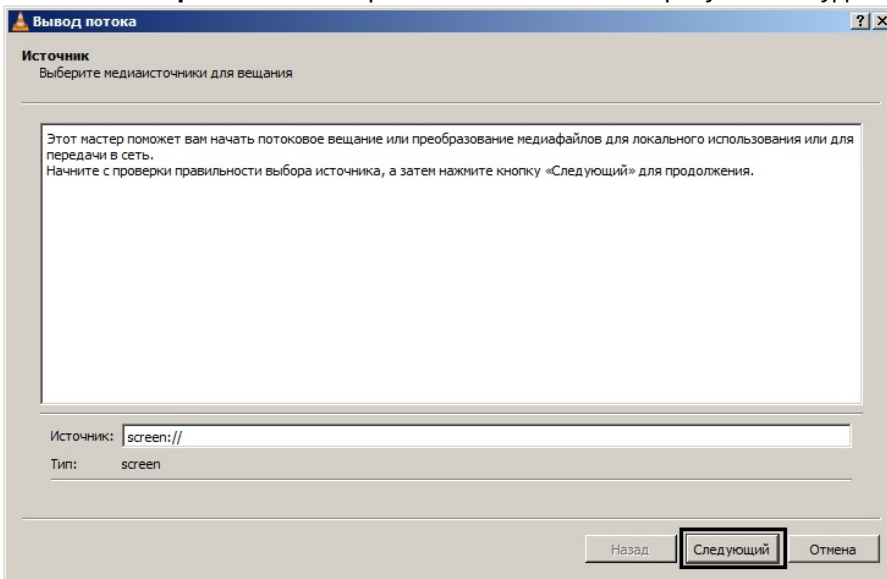 Вывод потока
Источник
Выберите медиаисточники для вещания
Этот мастер поможет вам начать потоковое вещание или преобразование медиафайлов для локального использования или для
передачи в сеть.
Начните с проверки правильности выбора источника, а затем нажмите кнопку «Следующий» для продолжения.
Источник: screen://
Тип: screen
Назад Следующий Отмена